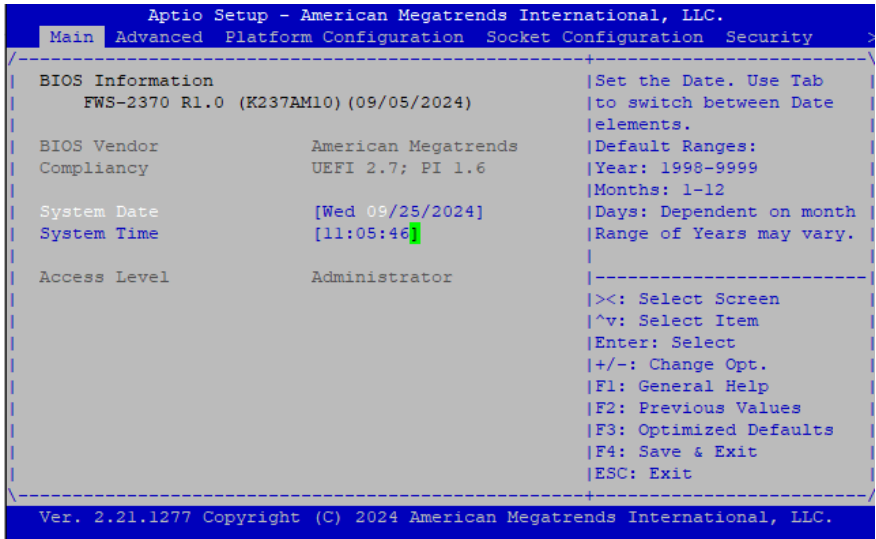 Aptio Setup - American Megatrends International, LLC.
Main Advanced Platform Configuration Socket Configuration Security >
/-----------------------------------------------------+-------------------------\
| BIOS Information |Set the Date. Use Tab |
| FWS-2370 R1.0 (K237AM10)(09/05/2024) |to switch between Date |
| |elements. |
| BIOS Vendor American Megatrends |Default Ranges: |
| Compliancy UEFI 2.7; PI 1.6 |Year: 1998-9999 |
| |Months: 1-12 |
| System Date [Wed 09/25/2024] |Days: Dependent on month |
| System Time [11:05:46] |Range of Years may vary. |
| | |
| Access Level Administrator |-------------------------|
| |><: Select Screen |
| |^v: Select Item |
| |Enter: Select |
| |+/-: Change Opt. |
| |F1: General Help |
| |F2: Previous Values |
| |F3: Optimized Defaults |
| |F4: Save & Exit |
| |ESC: Exit |
\-----------------------------------------------------+-------------------------/
Ver. 2.21.1277 Copyright (C) 2024 American Megatrends International, LLC.